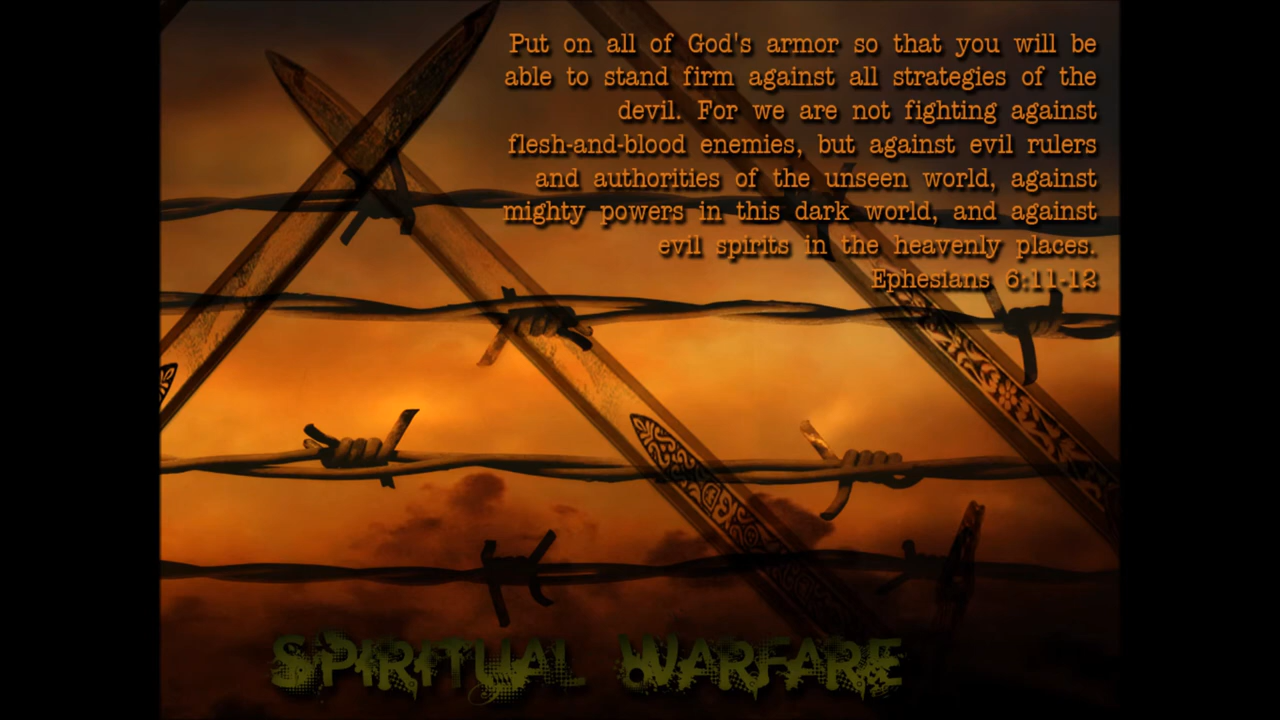 Put on all of God's armor so that you will be
able to stand firm against all strategies of the
devil. For we are not fighting against
flesh-and-blood enemies, but against evil rulers
and authorities of the unseen world, against
mighty powers in this dark world, and against
evil spirits in the heavenly places.
Ephesians 6:11-12
SPIRITUAL WARFARE